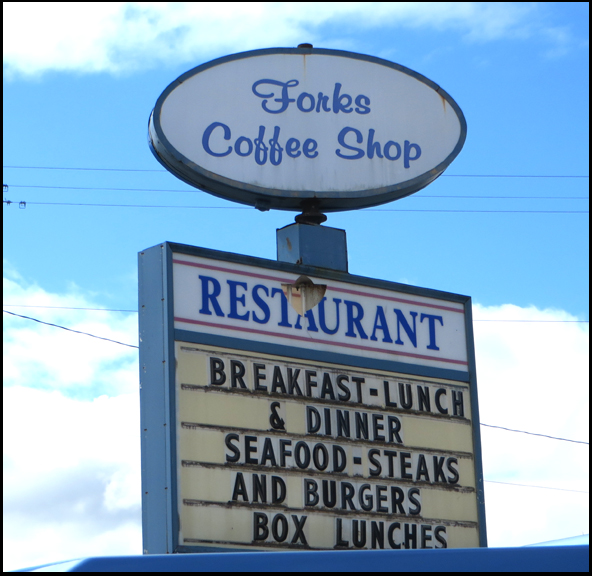 Forks
Coffee Shop
RESTAURANT
BREAKFAST-LUNCH
& DINNER
SEAFOOD-STEAKS
AND BURGERS
BOX LUNCHES